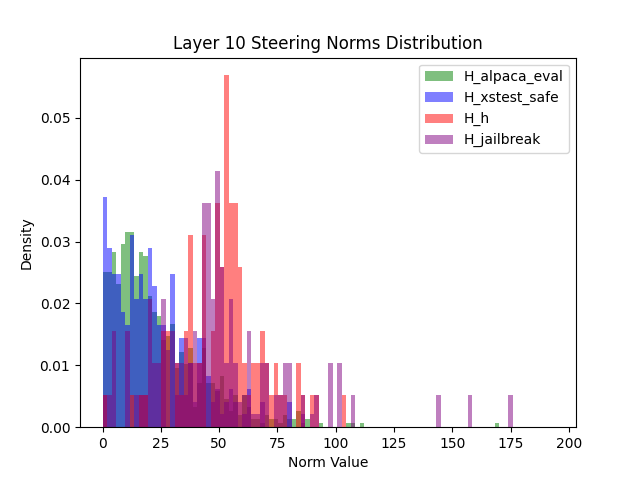 Layer 10 Steering Norms Distribution
H_alpaca_eval
H_xstest_safe
H_h
H_jailbreak
Density
0.05
0.04
0.03
0.02
0.01
0.00
0 25 50 75 100 125 150 175 200
Norm Value